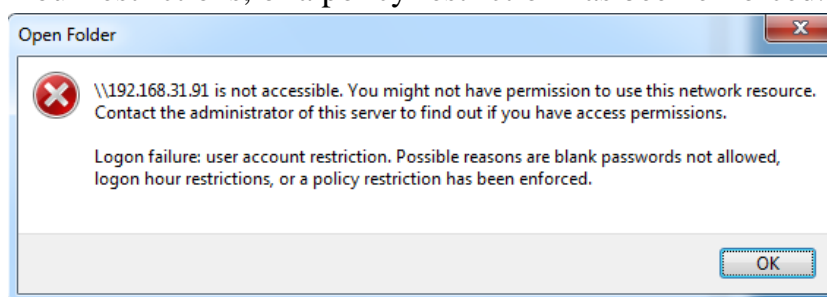 Open Folder
\\192.168.31.91 is not accessible. You might not have permission to use this network resource.
Contact the administrator of this server to find out if you have access permissions.
Logon failure: user account restriction. Possible reasons are blank passwords not allowed,
logon hour restrictions, or a policy restriction has been enforced.
OK